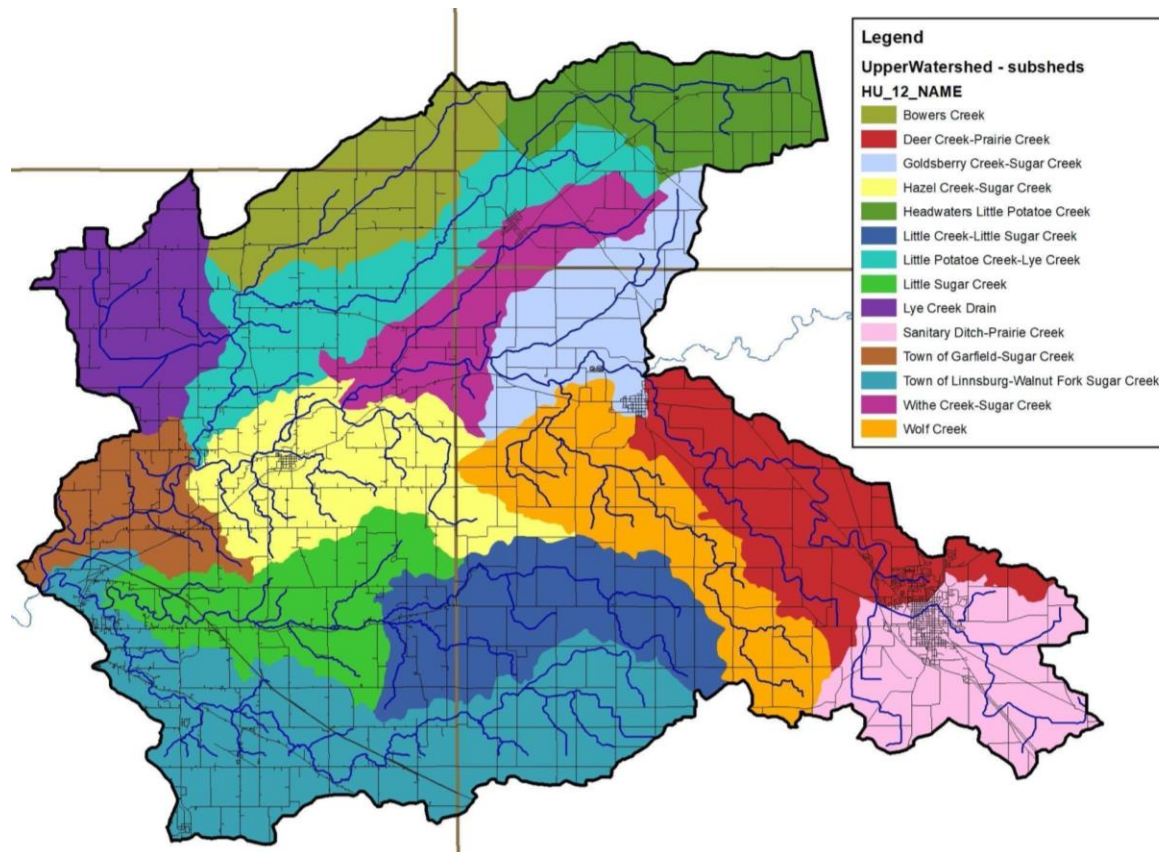 Legend
UpperWatershed - subsheds
HU_12_NAME
Bowers Creek
Deer Creek-Prairie Creek
Goldsberry Creek-Sugar Creek
Hazel Creek-Sugar Creek
Headwaters Little Potatoe Creek
Little Creek-Little Sugar Creek
Little Potatoe Creek-Lye Creek
Little Sugar Creek
Lye Creek Drain
Sanitary Ditch-Prairie Creek
Town of Garfield-Sugar Creek
Town of Linnsburg-Walnut Fork Sugar Creek
Withe Creek-Sugar Creek
Wolf Creek